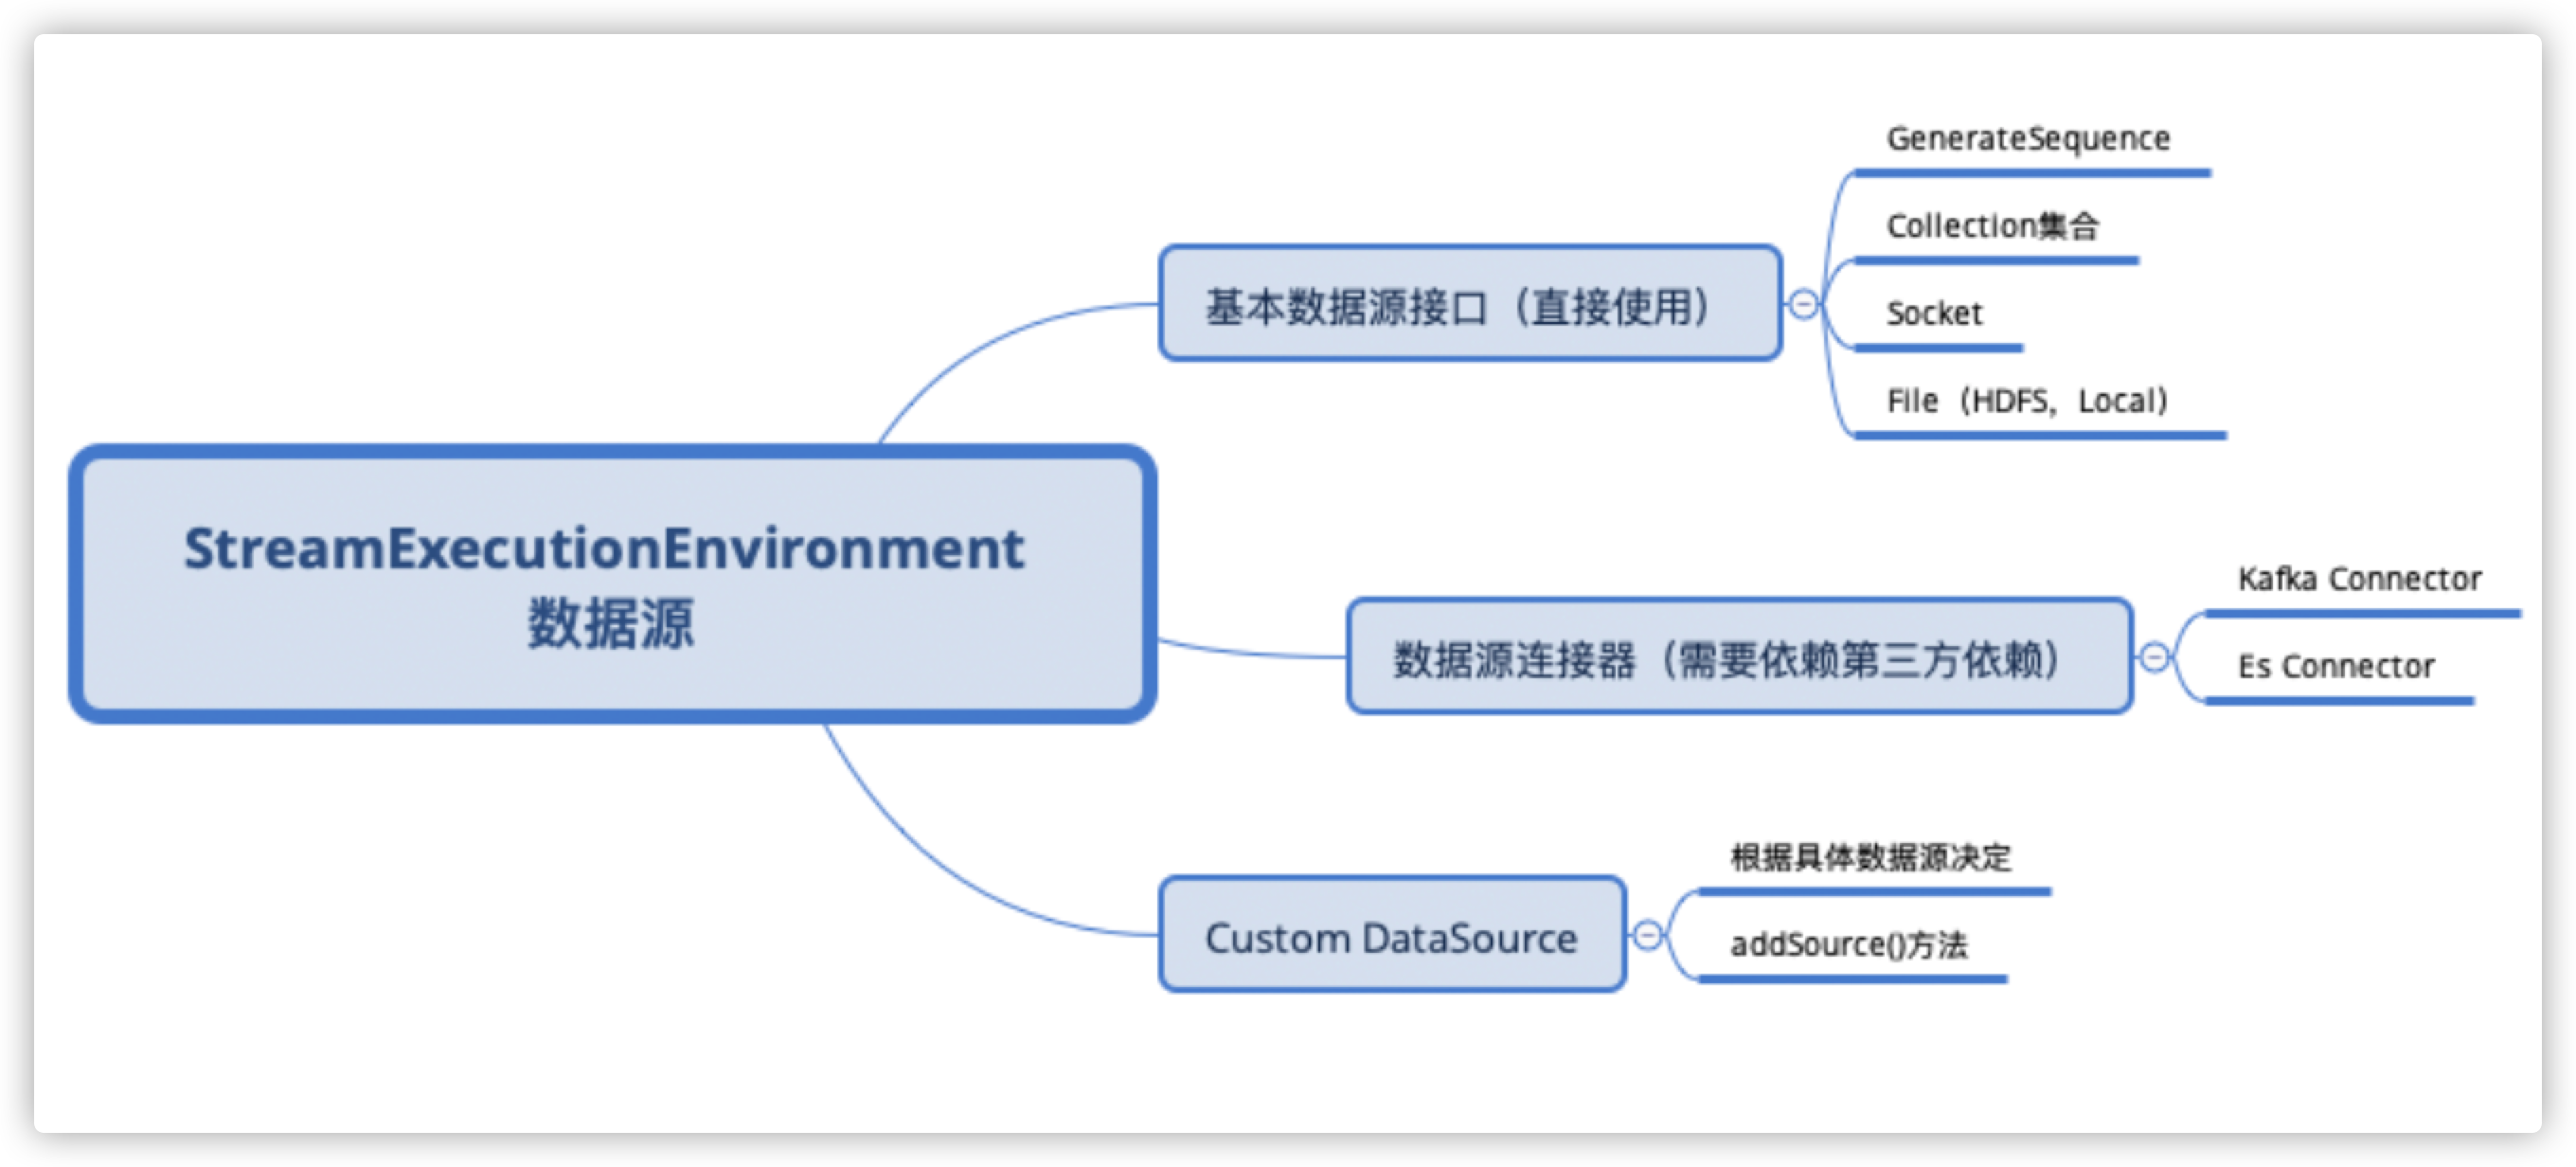 StreamExecutionEnvironment
数据源
基本数据源接口（直接使用）
GenerateSequence
Collection集合
Socket
File（HDFS，Local）
数据源连接器（需要依赖第三方依赖）
Kafka Connector
Es Connector
Custom DataSource
根据具体数据源决定
addSource()方法